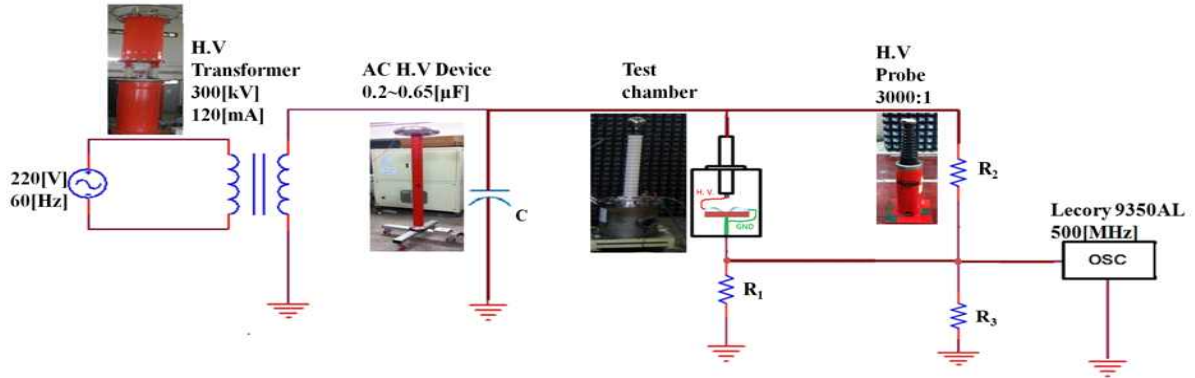 H.V
Transformer
300[kV]
120[mA]
AC H.V Device
0.2~0.65[µF]
Test
chamber
H.V
Probe
3000:1
220[V]
60[Hz]
C
H. V.
GND
R₂
Lecory 9350AL
500[MHz]
OSC
R₁
R₃